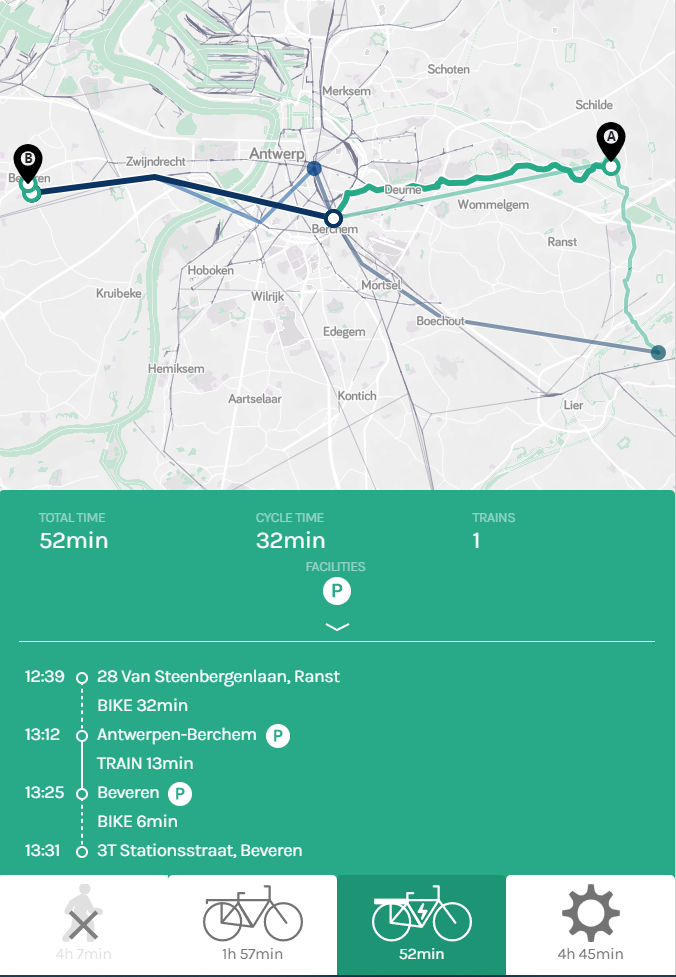 Schoten
Merksem
Schilde
A
B
Antwerp
Zwijndrecht
Deurne
Wommelgem
Berchem
Ranst
Hoboken
Mortsel
Kruibeke
Wilrijk
Boechout
Edegem
Hemiksem
Aartselaar
Kontich
Lier
TOTAL TIME CYCLE TIME TRAINS
52min 32min 1
FACILITIES
P
12:39 28 Van Steenbergenlaan, Ranst
BIKE 32min
13:12 Antwerpen-Berchem P
TRAIN 13min
13:25 Beveren P
BIKE 6min
13:31 3T Stationsstraat, Beveren
4h 7min 1h 57min 52min 4h 45min